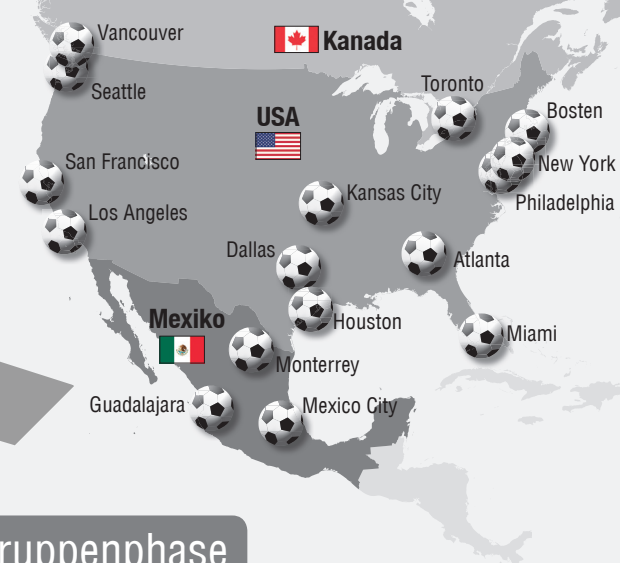 Vancouver
Kanada
Seattle
Toronto
USA
Bosten
San Francisco
New York
Kansas City
Philadelphia
Los Angeles
Dallas
Atlanta
Mexiko
Houston
Miami
Monterrey
Guadalajara
Mexico City
ruppenphase